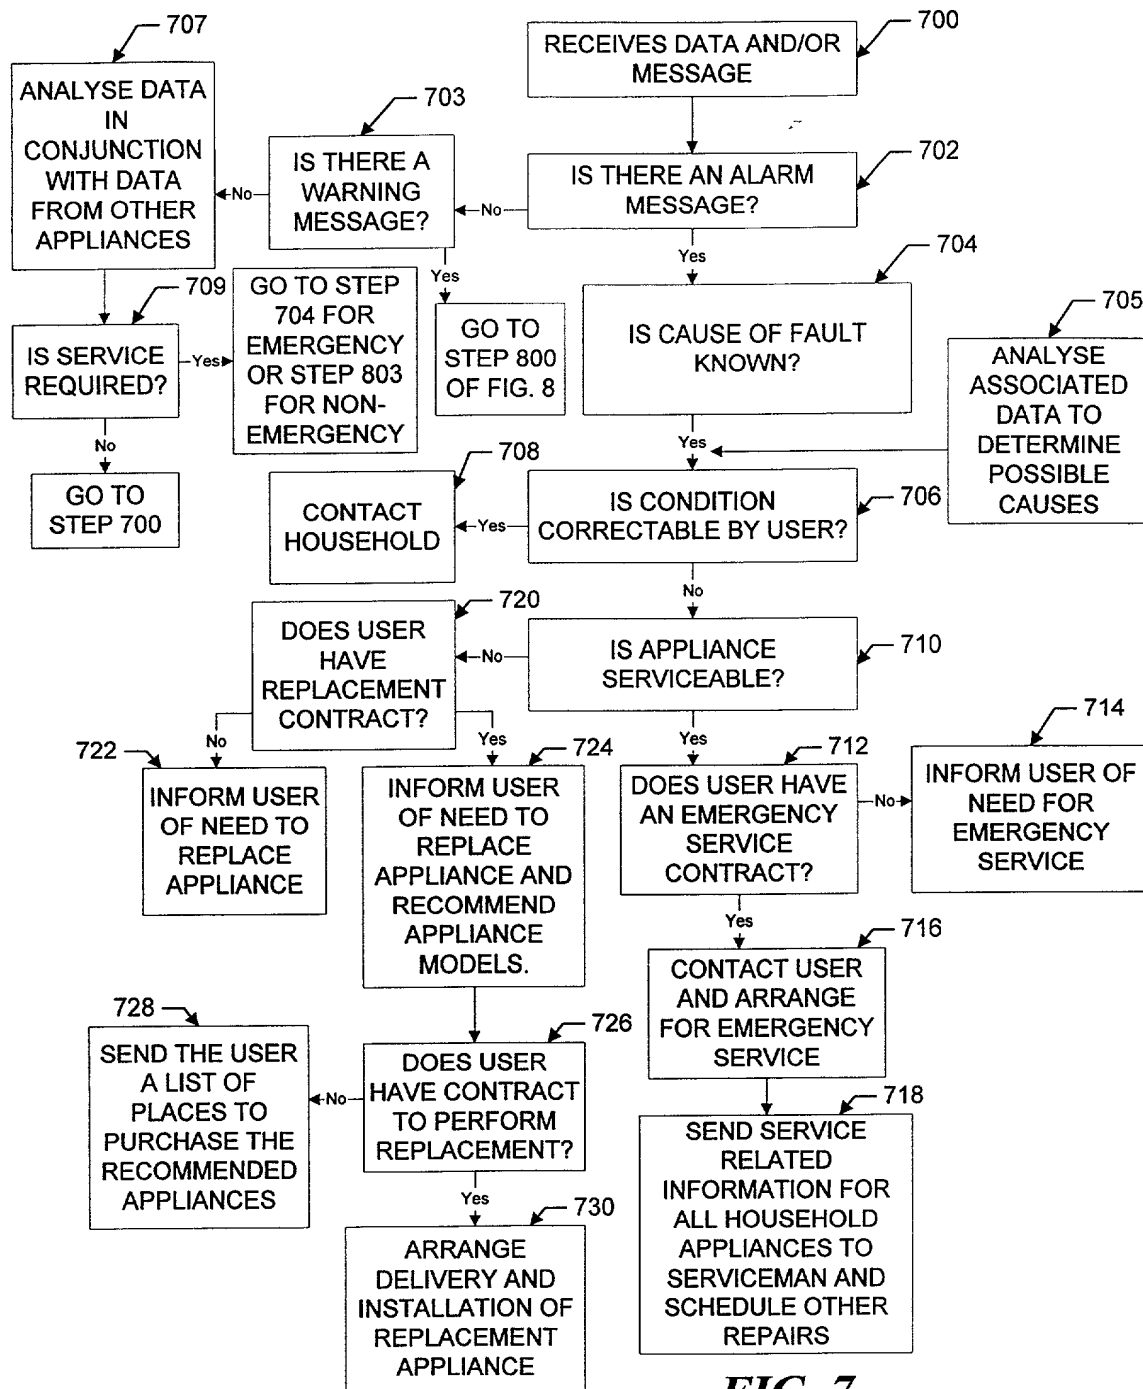 707
ANALYSE DATA
IN
CONJUNCTION
WITH DATA
FROM OTHER
APPLIANCES
703
IS THERE A
WARNING
MESSAGE?
No
700
RECEIVES DATA AND/OR
MESSAGE
702
IS THERE AN ALARM
MESSAGE?
No
Yes
Yes
709
IS SERVICE
REQUIRED?
Yes
No
GO TO
STEP 700
GO TO STEP
704 FOR
EMERGENCY
OR STEP 803
FOR NON-
EMERGENCY
GO TO
STEP 800
OF FIG. 8
704
IS CAUSE OF FAULT
KNOWN?
Yes
705
ANALYSE
ASSOCIATED
DATA TO
DETERMINE
POSSIBLE
CAUSES
708
CONTACT
HOUSEHOLD
Yes
706
IS CONDITION
CORRECTABLE BY USER?
No
720
DOES USER
HAVE
REPLACEMENT
CONTRACT?
No
710
IS APPLIANCE
SERVICEABLE?
No
Yes
Yes
722
INFORM USER
OF NEED TO
REPLACE
APPLIANCE
724
INFORM USER
OF NEED TO
REPLACE
APPLIANCE AND
RECOMMEND
APPLIANCE
MODELS.
712
DOES USER HAVE
AN EMERGENCY
SERVICE
CONTRACT?
No
714
INFORM USER OF
NEED FOR
EMERGENCY
SERVICE
Yes
716
CONTACT USER
AND ARRANGE
FOR EMERGENCY
SERVICE
728
SEND THE USER
A LIST OF
PLACES TO
PURCHASE THE
RECOMMENDED
APPLIANCES
726
DOES USER
HAVE CONTRACT
TO PERFORM
REPLACEMENT?
No
Yes
718
SEND SERVICE
RELATED
INFORMATION FOR
ALL HOUSEHOLD
APPLIANCES TO
SERVICEMAN AND
SCHEDULE OTHER
REPAIRS
730
ARRANGE
DELIVERY AND
INSTALLATION OF
REPLACEMENT
APPLIANCE
FIG. 7